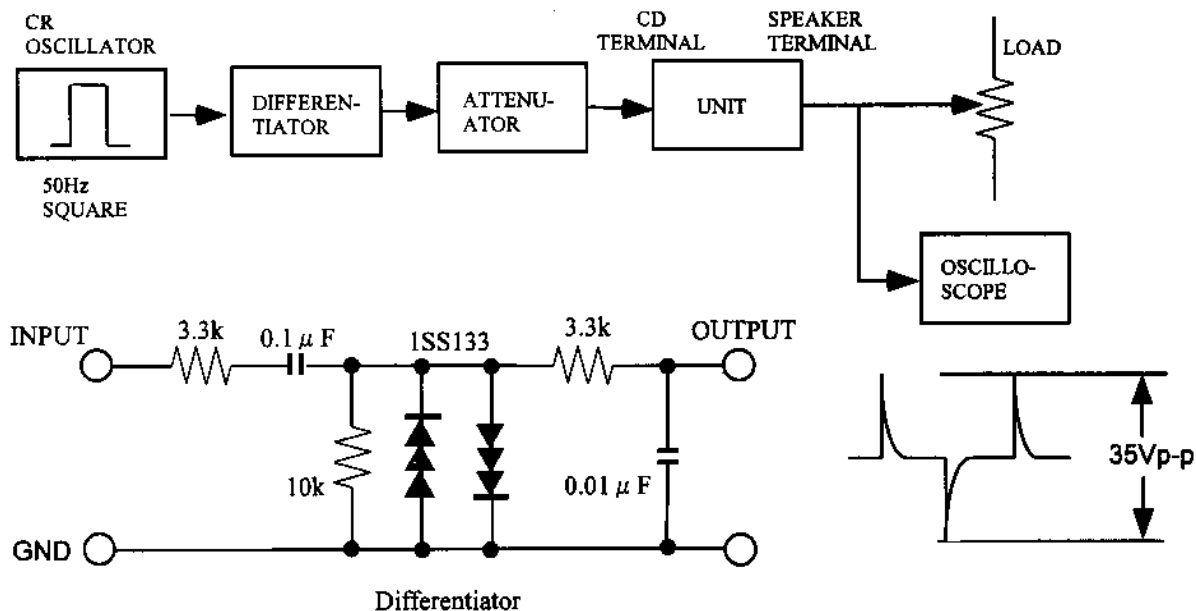 CR
OSCILLATOR
50Hz
SQUARE
DIFFEREN-
TIATOR
ATTENU-
ATOR
CD
TERMINAL
UNIT
SPEAKER
TERMINAL
LOAD
OSCILLO-
SCOPE
INPUT
3.3k
0.1 μ F
1SS133
3.3k
OUTPUT
10k
0.01 μ F
GND
Differentiator
35Vp-p